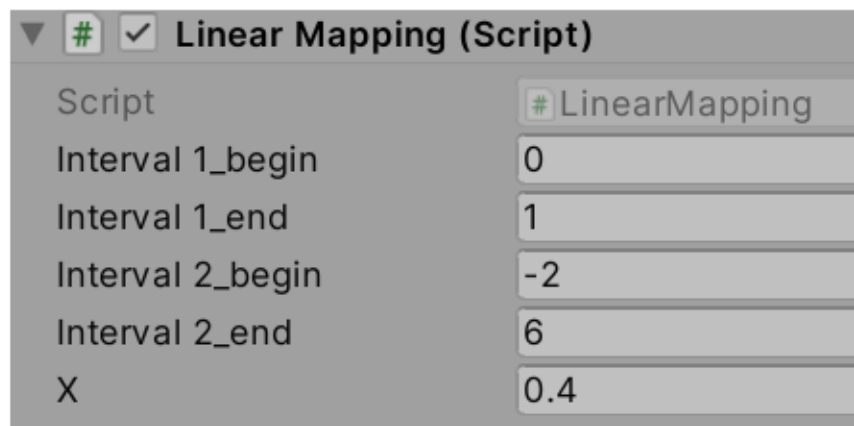 # Linear Mapping (Script)
Script # LinearMapping
Interval 1_begin 0
Interval 1_end 1
Interval 2_begin -2
Interval 2_end 6
X 0.4